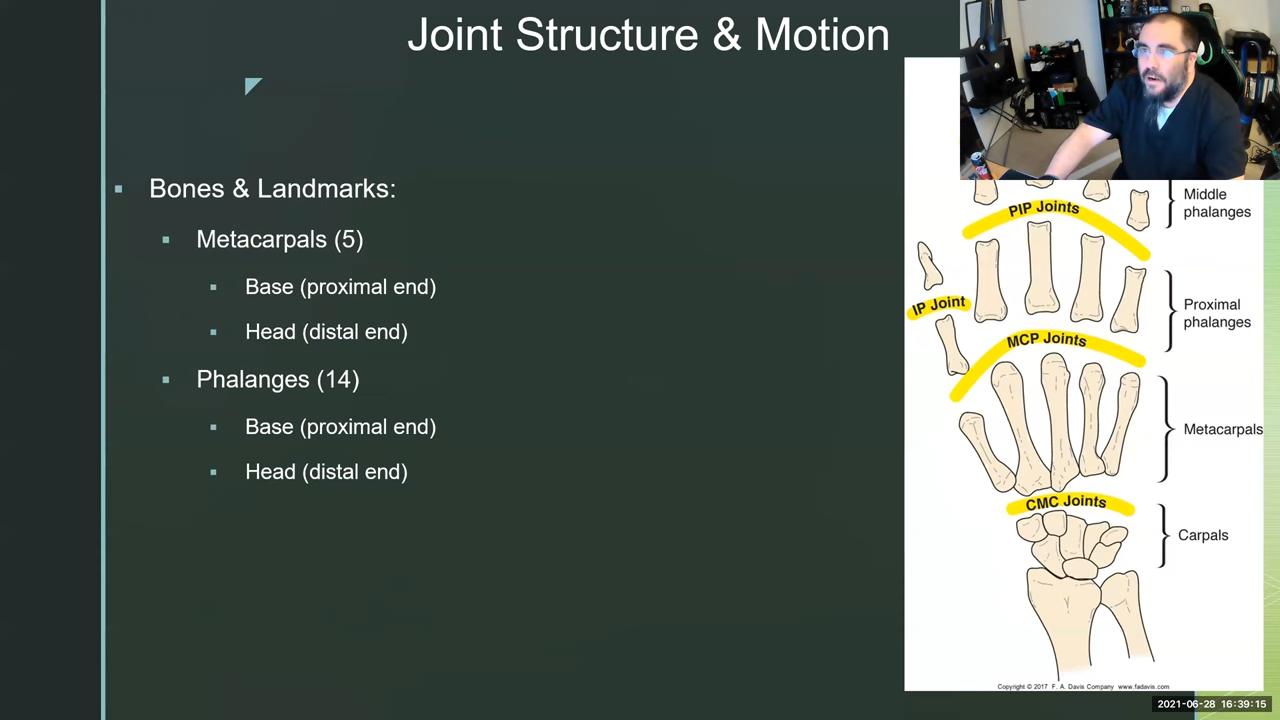 Joint Structure & Motion
Bones & Landmarks:
Metacarpals (5)
Base (proximal end)
Head (distal end)
Phalanges (14)
Base (proximal end)
Head (distal end)
Middle
phalanges
PIP Joints
IP Joint
Proximal
phalanges
MCP Joints
Metacarpals
CMC Joints
Carpals
Copyright © 2017 F. A. Davis Company www.fadavis.com
2021-06-28 16:39:15